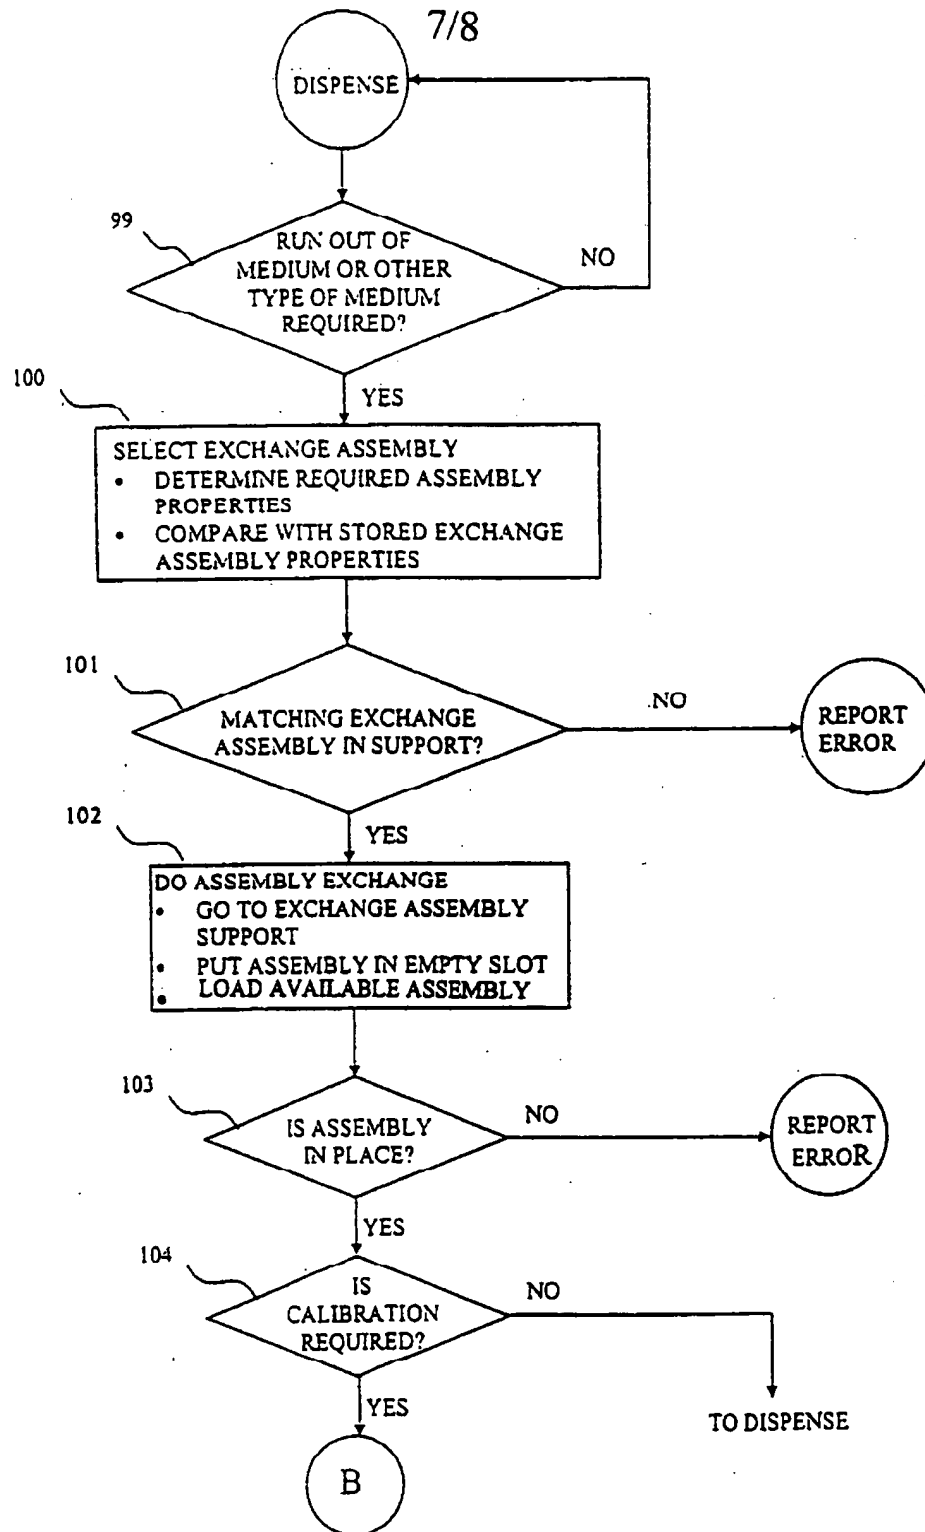 7/8
DISPENSE
99
RUN OUT OF
MEDIUM OR OTHER
TYPE OF MEDIUM
REQUIRED?
NO
YES
100
SELECT EXCHANGE ASSEMBLY
• DETERMINE REQUIRED ASSEMBLY
PROPERTIES
• COMPARE WITH STORED EXCHANGE
ASSEMBLY PROPERTIES
101
MATCHING EXCHANGE
ASSEMBLY IN SUPPORT?
NO
REPORT
ERROR
YES
102
DO ASSEMBLY EXCHANGE
• GO TO EXCHANGE ASSEMBLY
SUPPORT
• PUT ASSEMBLY IN EMPTY SLOT
• LOAD AVAILABLE ASSEMBLY
103
IS ASSEMBLY
IN PLACE?
NO
REPORT
ERROR
YES
104
IS
CALIBRATION
REQUIRED?
NO
TO DISPENSE
YES
B